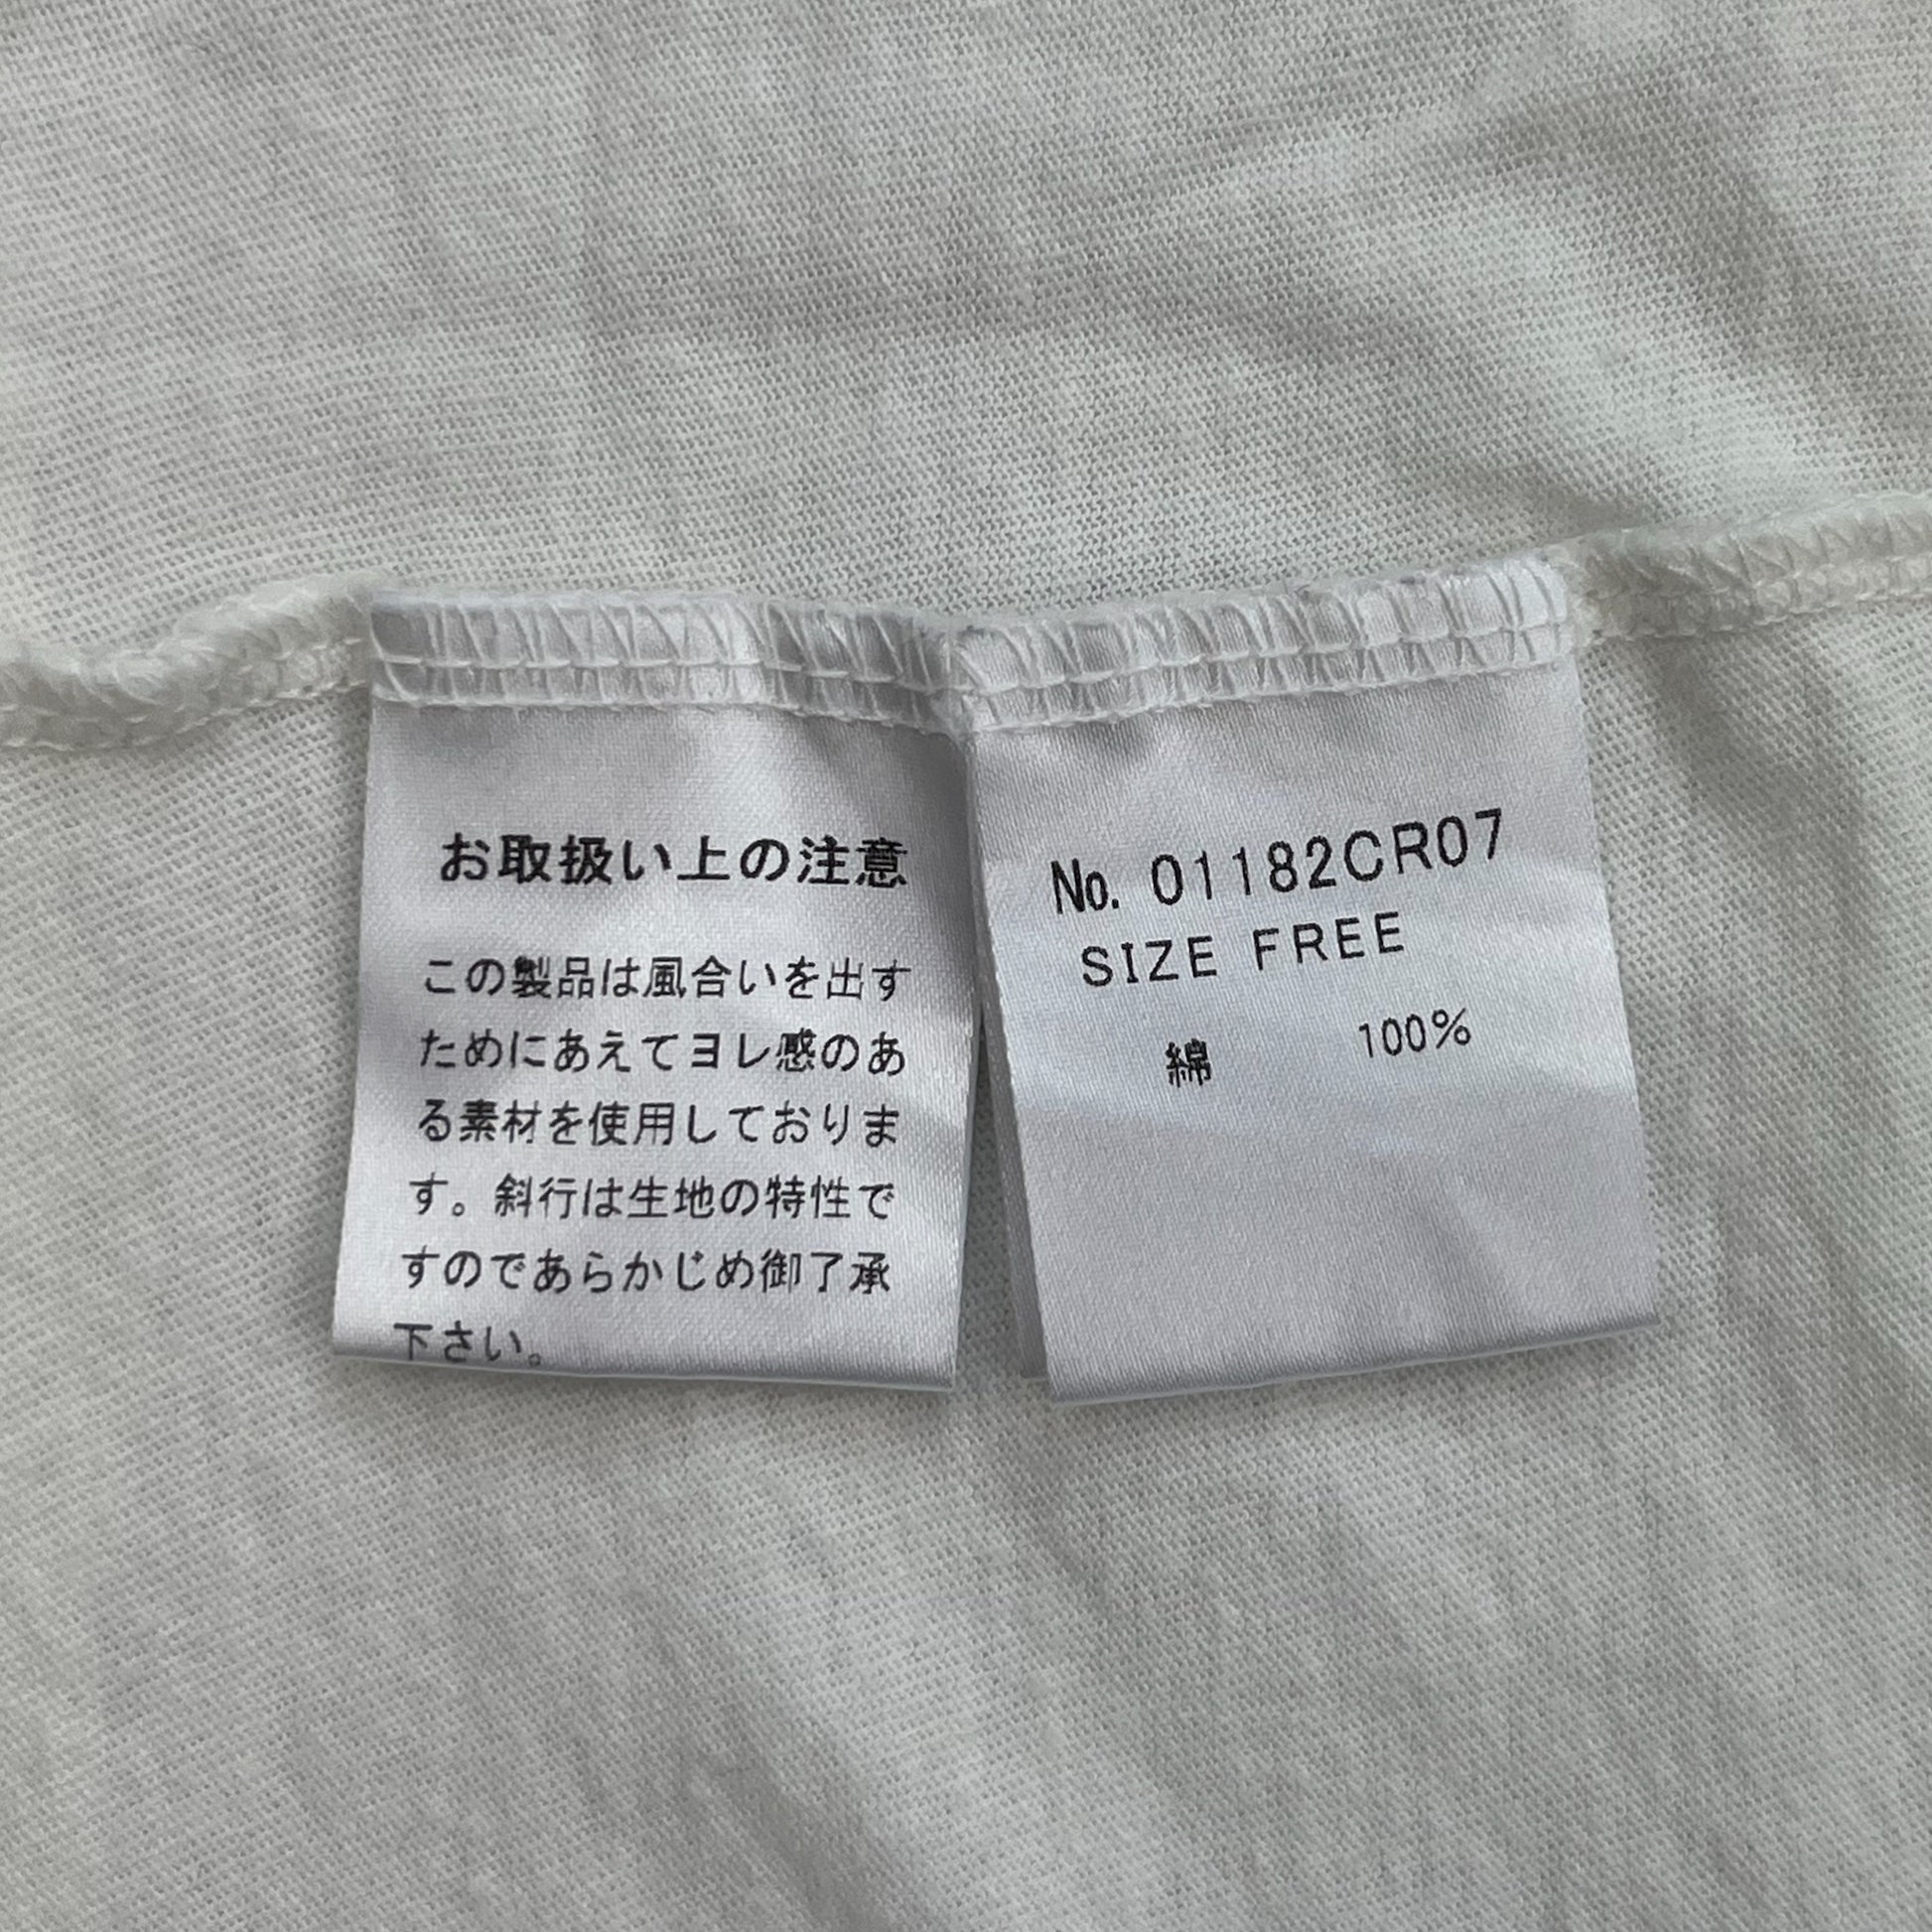 お取扱い上の注意
この製品は風合いを出す
ためにあえてヨレ感のあ
る素材を使用しておりま
す。斜行は生地の特性で
すのであらかじめ御了承
下さい。
No. 01182CR07
SIZE FREE
綿 100%